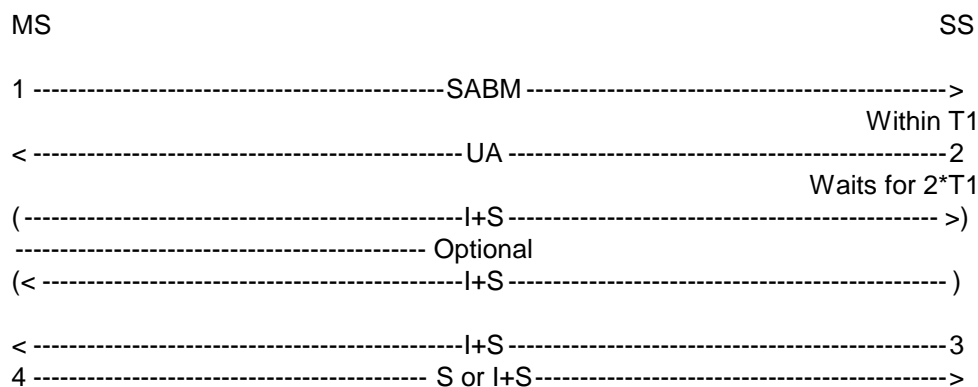 MS SS
1 ----------------------------------------------SABM -----------------------------------------------> 
Within T1
< ------------------------------------------------UA -------------------------------------------------2
Waits for 2*T1
(-------------------------------------------------I+S ------------------------------------------------ >)
---------------------------------------------- Optional
(< -----------------------------------------------I+S ------------------------------------------------- )
< ------------------------------------------------I+S -------------------------------------------------3
4 -------------------------------------------- S or I+S---------------------------------------------->